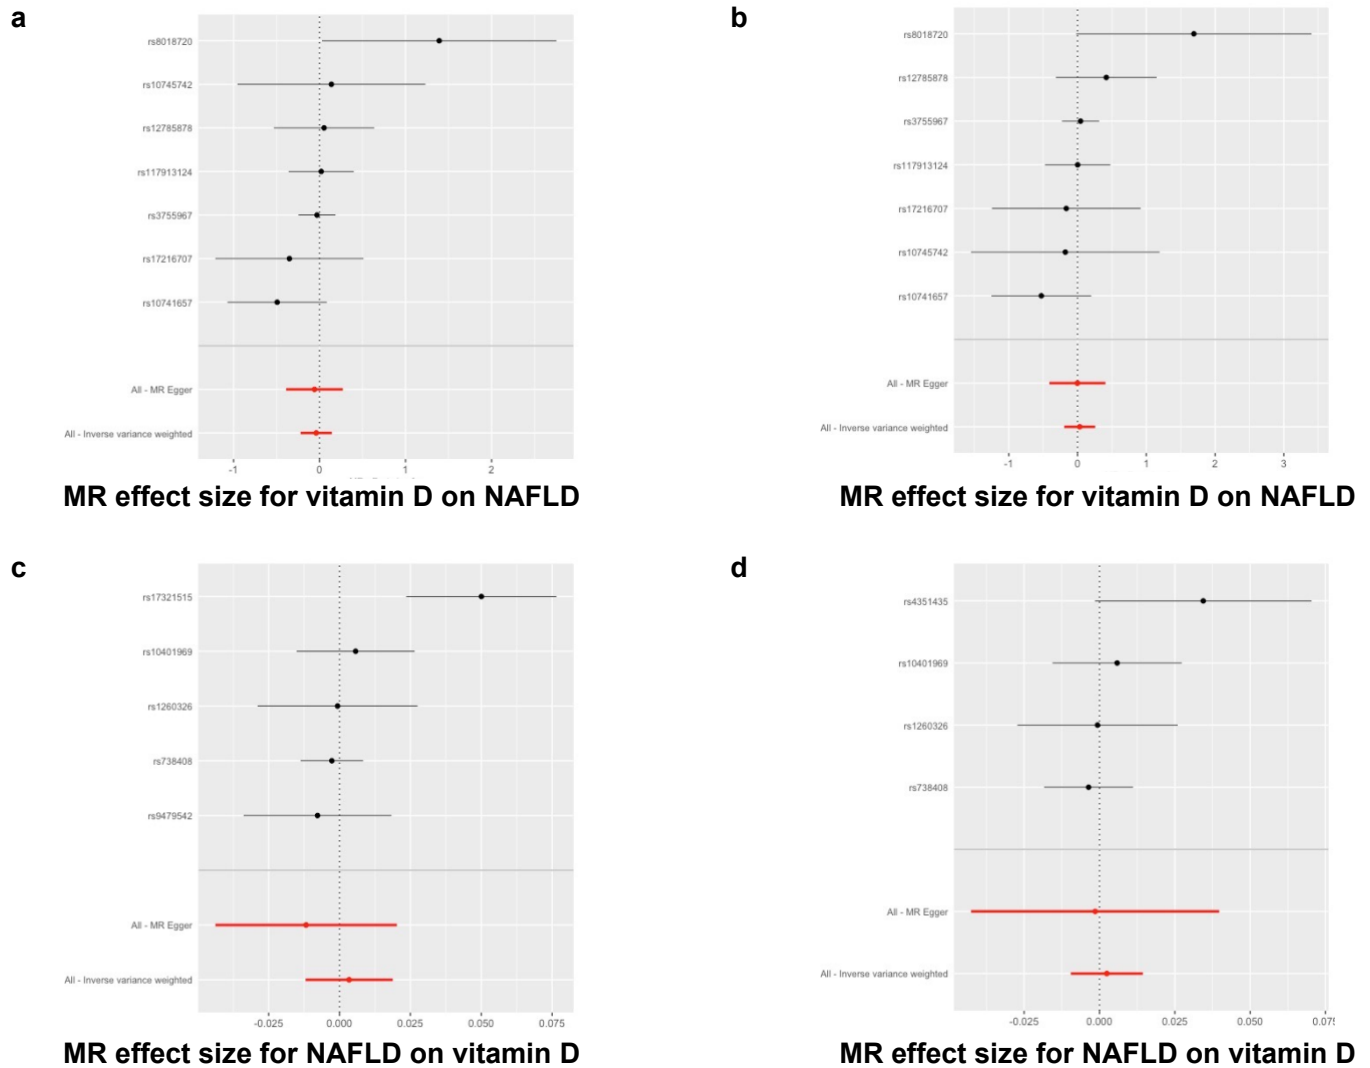 a
rs8018720
rs10745742
rs12785878
rs117913124
rs3755967
rs17216707
rs10741657
All - MR Egger
All - Inverse variance weighted
-1 0 1 2
MR effect size for vitamin D on NAFLD
b
rs8018720
rs12785878
rs3755967
rs117913124
rs17216707
rs10745742
rs10741657
All - MR Egger
All - Inverse variance weighted
-1 0 1 2 3
MR effect size for vitamin D on NAFLD
c
rs17321515
rs10401969
rs1260326
rs738408
rs9479542
All - MR Egger
All - Inverse variance weighted
-0.025 0.000 0.025 0.050 0.075
MR effect size for NAFLD on vitamin D
d
rs4351435
rs10401969
rs1260326
rs738408
All - MR Egger
All - Inverse variance weighted
-0.025 0.000 0.025 0.050
MR effect size for NAFLD on vitamin D